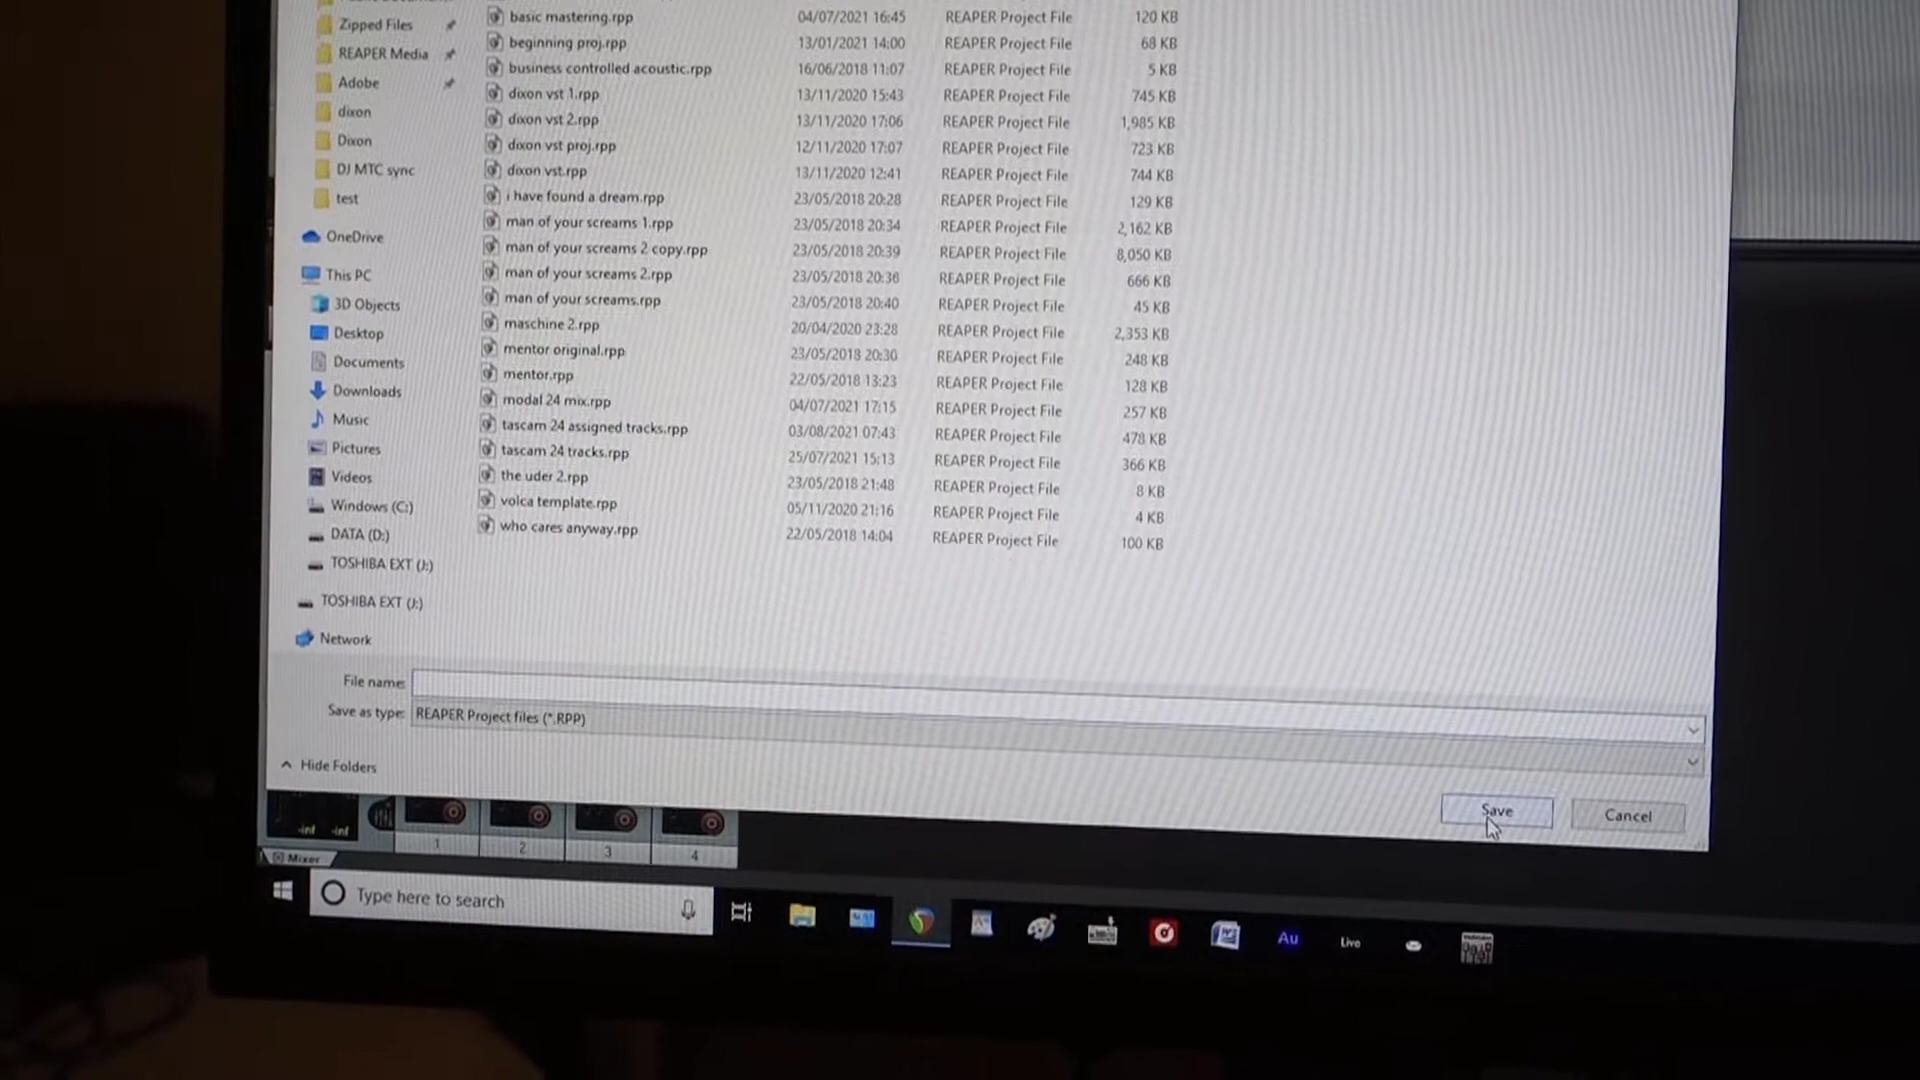 Zipped Files
REAPER Media
Adobe
dixon
Dixon
DJ MTC sync
test
OneDrive
This PC
3D Objects
Desktop
Documents
Downloads
Music
Pictures
Videos
Windows (C:)
DATA (D:)
TOSHIBA EXT (J:)
TOSHIBA EXT (J:)
Network
basic mastering.rpp 04/07/2021 16:45 REAPER Project File 120 KB
beginning proj.rpp 13/01/2021 14:00 REAPER Project File 68 KB
business controlled acoustic.rpp 16/06/2018 11:07 REAPER Project File 5 KB
dixon vst 1.rpp 13/11/2020 15:43 REAPER Project File 745 KB
dixon vst 2.rpp 13/11/2020 17:06 REAPER Project File 1,985 KB
dixon vst proj.rpp 12/11/2020 17:07 REAPER Project File 723 KB
dixon vst.rpp 13/11/2020 12:41 REAPER Project File 744 KB
i have found a dream.rpp 23/05/2018 20:28 REAPER Project File 129 KB
man of your screams 1.rpp 23/05/2018 20:34 REAPER Project File 2,162 KB
man of your screams 2 copy.rpp 23/05/2018 20:39 REAPER Project File 8,050 KB
man of your screams 2.rpp 23/05/2018 20:36 REAPER Project File 666 KB
man of your screams.rpp 23/05/2018 20:40 REAPER Project File 45 KB
maschine 2.rpp 20/04/2020 23:28 REAPER Project File 2,353 KB
mentor original.rpp 23/05/2018 20:30 REAPER Project File 248 KB
mentor.rpp 22/05/2018 13:23 REAPER Project File 128 KB
modal 24 mix.rpp 04/07/2021 17:15 REAPER Project File 257 KB
tascam 24 assigned tracks.rpp 03/08/2021 07:43 REAPER Project File 478 KB
tascam 24 tracks.rpp 25/07/2021 15:13 REAPER Project File 366 KB
the uder 2.rpp 23/05/2018 21:48 REAPER Project File 8 KB
volca template.rpp 05/11/2020 21:16 REAPER Project File 4 KB
who cares anyway.rpp 22/05/2018 14:04 REAPER Project File 100 KB
File name:
Save as type: REAPER Project files (*.RPP)
Hide Folders
Save Cancel
-inf -inf
1 2 3 4
Mixer
Type here to search
Au Live